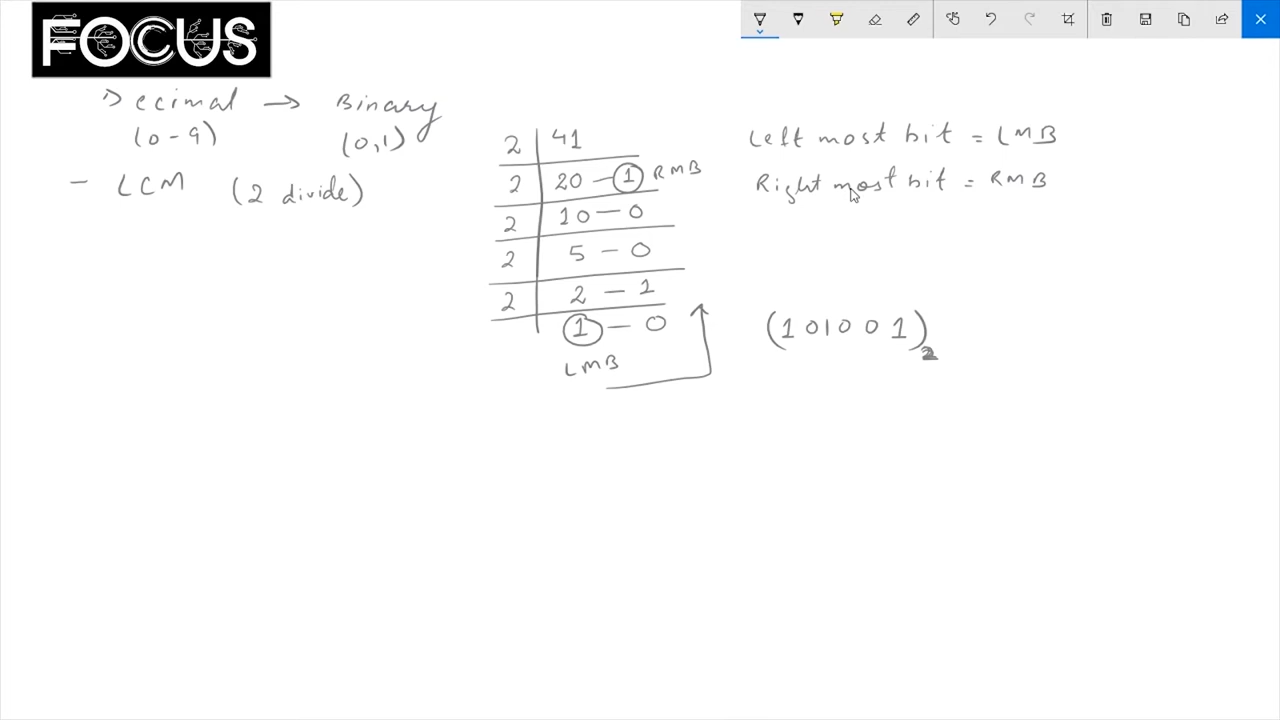 FOCUS
Decimal → Binary
(0-9) (0,1)
- LCM (2 divide)
2 | 41
2 | 20 - 1 RMB
2 | 10 - 0
2 | 5 - 0
2 | 2 - 1
1 - 0
LMB
Left most bit = LMB
Right most bit = RMB
(101001)2